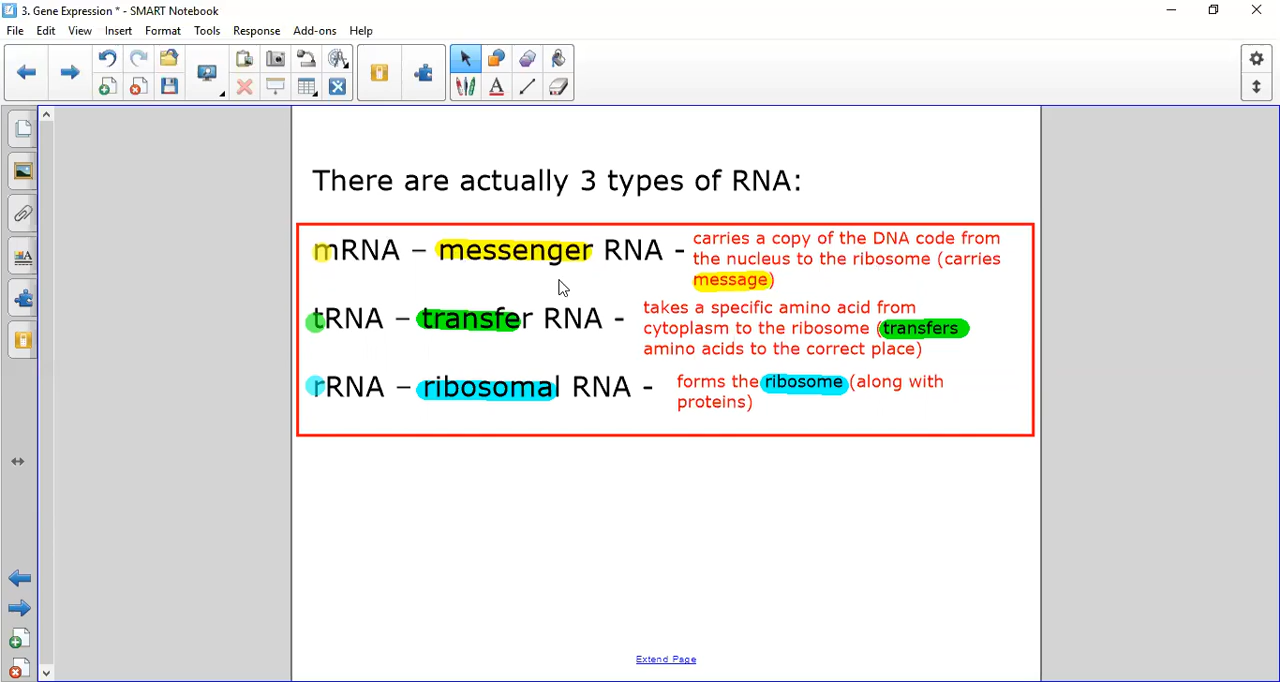 3. Gene Expression * - SMART Notebook
File Edit View Insert Format Tools Response Add-ons Help
There are actually 3 types of RNA:
mRNA – messenger RNA - carries a copy of the DNA code from
the nucleus to the ribosome (carries
message)
tRNA – transfer RNA - takes a specific amino acid from
cytoplasm to the ribosome (transfers
amino acids to the correct place)
rRNA – ribosomal RNA - forms the ribosome (along with
proteins)
Extend Page